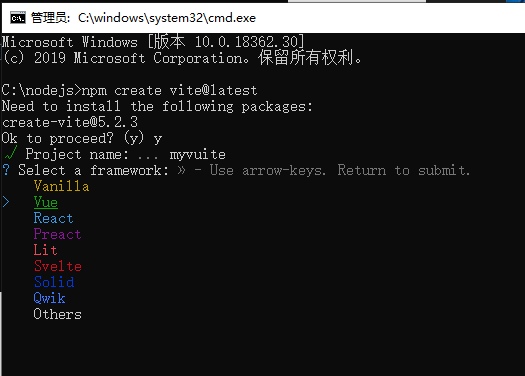 管理员: C:\windows\system32\cmd.exe
Microsoft Windows [版本 10.0.18362.30]
(c) 2019 Microsoft Corporation。保留所有权利。
C:\nodejs>npm create vite@latest
Need to install the following packages:
create-vite@5.2.3
Ok to proceed? (y) y
√ Project name: ... myvuite
? Select a framework: » - Use arrow-keys. Return to submit.
Vanilla
> Vue
React
Preact
Lit
Svelte
Solid
Qwik
Others